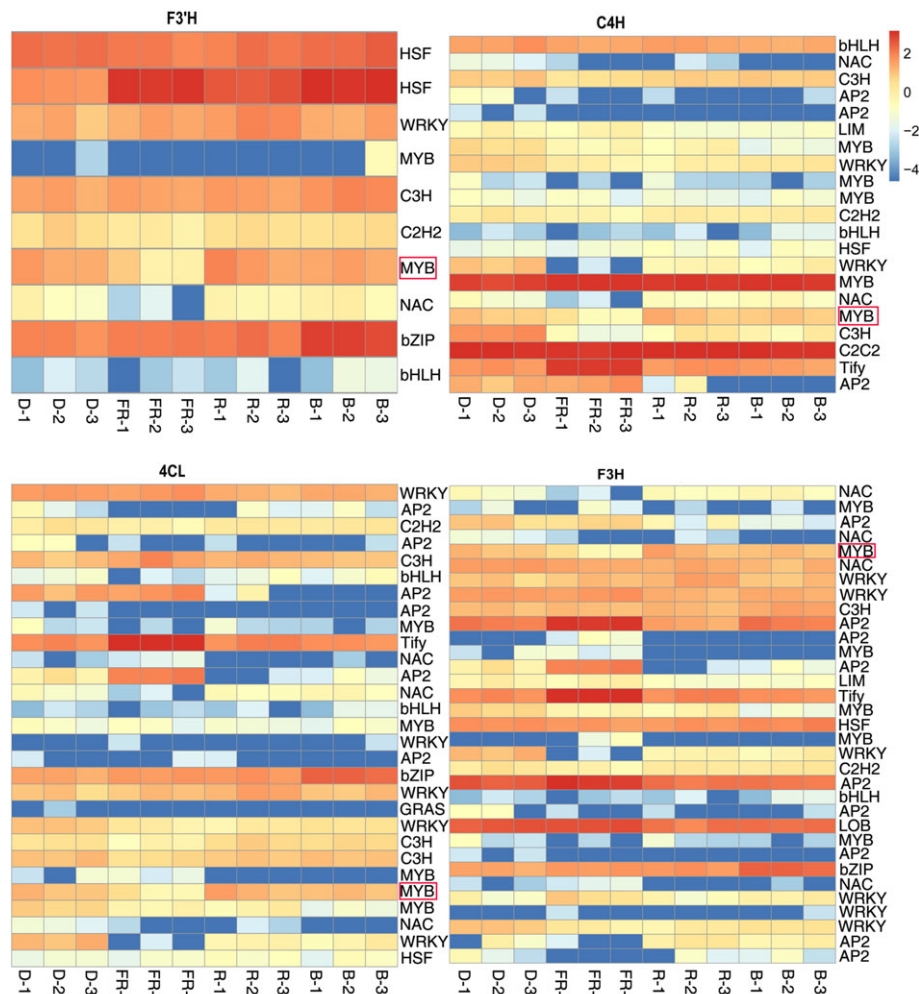 F3'H
HSF
HSF
WRKY
MYB
C3H
C2H2
MYB
NAC
bZIP
bHLH
D-1 D-2 D-3 FR-1 FR-2 FR-3 R-1 R-2 R-3 B-1 B-2 B-3
C4H
bHLH
NAC
C3H
AP2
AP2
LIM
MYB
WRKY
MYB
MYB
C2H2
bHLH
HSF
WRKY
MYB
NAC
MYB
C3H
C2C2
Tify
AP2
D-1 D-2 D-3 FR-1 FR-2 FR-3 R-1 R-2 R-3 B-1 B-2 B-3
2
0
−2
−4
4CL
WRKY
AP2
C2H2
AP2
C3H
bHLH
AP2
AP2
MYB
Tify
NAC
AP2
NAC
bHLH
MYB
WRKY
AP2
bZIP
WRKY
GRAS
WRKY
C3H
C3H
MYB
MYB
MYB
NAC
WRKY
HSF
D-1 D-2 D-3 FR- FR- FR- R-1 R-2 R-3 B-1 B-2 B-3
F3H
NAC
MYB
AP2
NAC
MYB
NAC
WRKY
WRKY
C3H
AP2
AP2
MYB
AP2
LIM
Tify
MYB
HSF
MYB
WRKY
C2H2
AP2
bHLH
AP2
LOB
MYB
AP2
bZIP
NAC
WRKY
WRKY
WRKY
AP2
AP2
D-1 D-2 D-3 FR- FR- FR- R-1 R-2 R-3 B-1 B-2 B-3